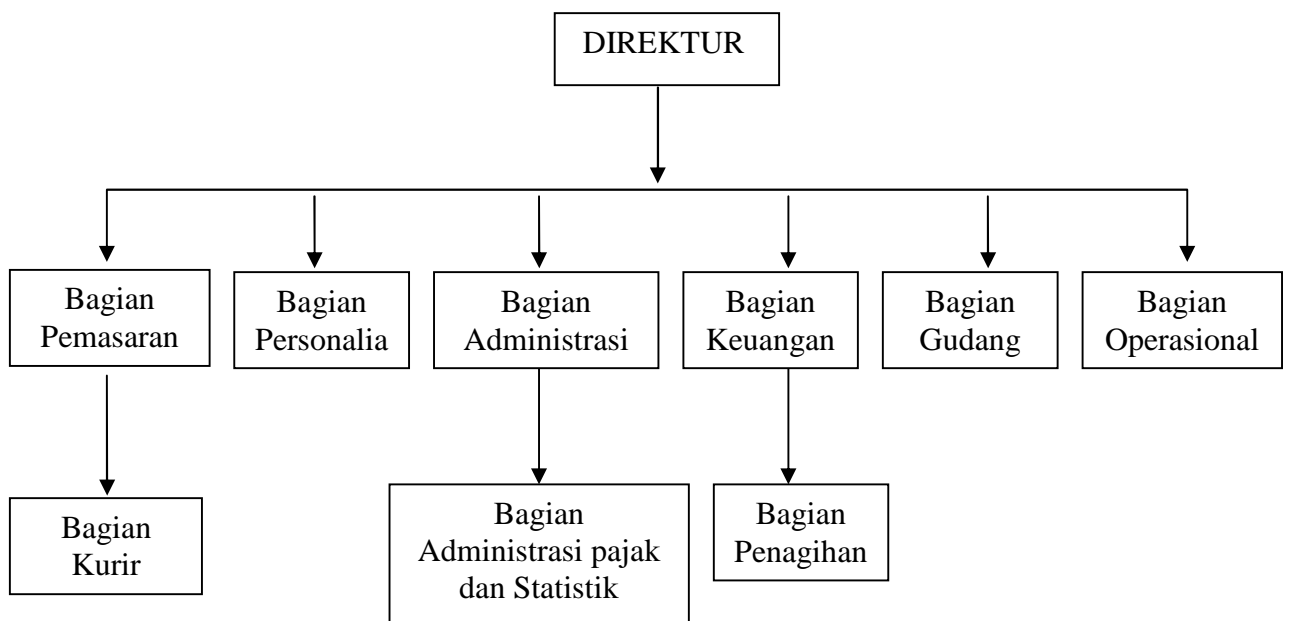 DIREKTUR
Bagian
Pemasaran
Bagian
Personalia
Bagian
Administrasi
Bagian
Keuangan
Bagian
Gudang
Bagian
Operasional
Bagian
Kurir
Bagian
Administrasi pajak
dan Statistik
Bagian
Penagihan